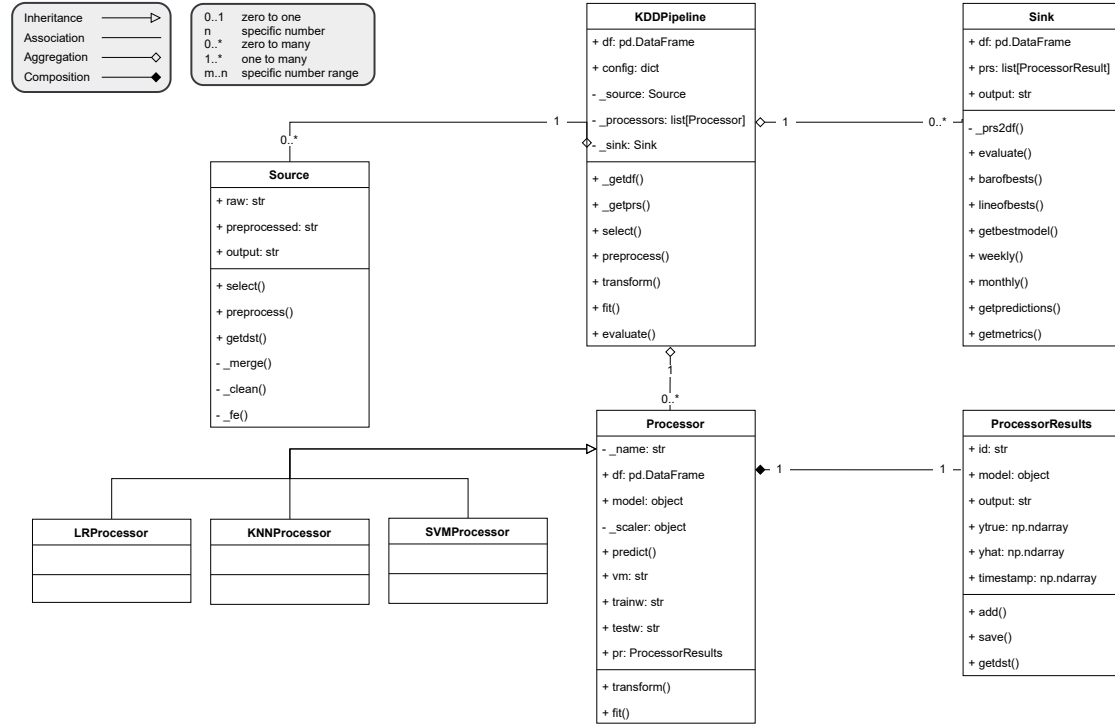 Inheritance
Association
Aggregation
Composition
0..1 zero to one
n specific number
0..* zero to many
1..* one to many
m..n specific number range
KDDPipeline
+ df: pd.DataFrame
+ config: dict
- _source: Source
- _processors: list[Processor]
- _sink: Sink
+ _getdf()
+ _getprs()
+ select()
+ preprocess()
+ transform()
+ fit()
+ evaluate()
Sink
+ df: pd.DataFrame
+ prs: list[ProcessorResult]
+ output: str
- _prs2df()
+ evaluate()
+ barofbests()
+ lineofbests()
+ getbestmodel()
+ weekly()
+ monthly()
+ getpredictions()
+ getmetrics()
1
0..*
1
0..*
Source
+ raw: str
+ preprocessed: str
+ output: str
+ select()
+ preprocess()
+ getdst()
- _merge()
- _clean()
- _fe()
1
0..*
Processor
- _name: str
+ df: pd.DataFrame
+ model: object
- _scaler: object
+ predict()
+ vm: str
+ trainw: str
+ testw: str
+ pr: ProcessorResults
+ transform()
+ fit()
1
1
ProcessorResults
+ id: str
+ model: object
+ output: str
+ ytrue: np.ndarray
+ yhat: np.ndarray
+ timestamp: np.ndarray
+ add()
+ save()
+ getdst()
LRProcessor
KNNProcessor
SVMProcessor